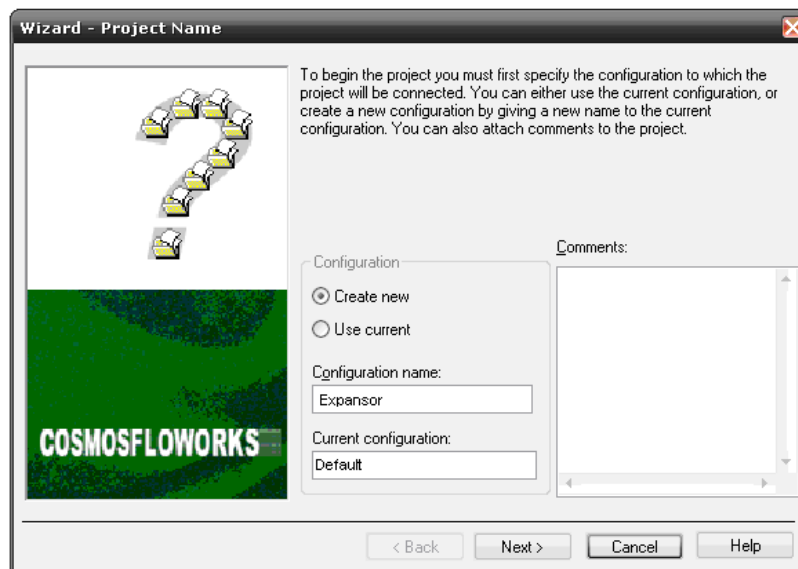 Wizard - Project Name
To begin the project you must first specify the configuration to which the
project will be connected. You can either use the current configuration, or
create a new configuration by giving a new name to the current
configuration. You can also attach comments to the project.
Configuration
Create new
Use current
Configuration name:
Expansor
Current configuration:
Default
Comments:
COSMOSFLOWORKS
< Back
Next >
Cancel
Help